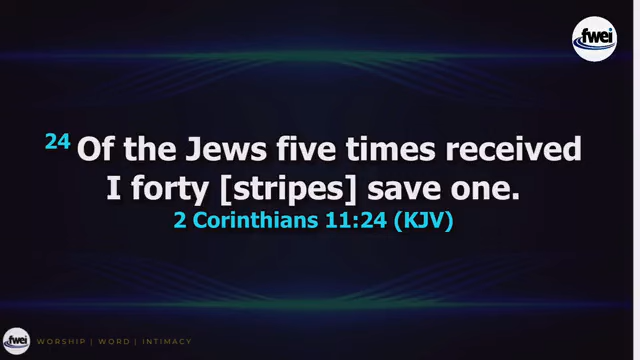 fwei
24 Of the Jews five times received
I forty [stripes] save one.
2 Corinthians 11:24 (KJV)
fwei
WORSHIP | WORD | INTIMACY